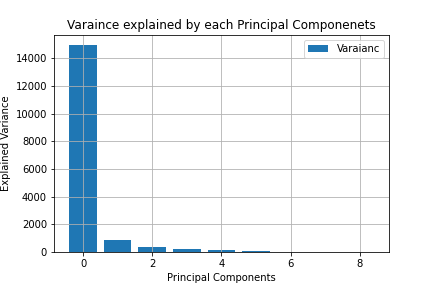 Varaince explained by each Principal Componenets
Varaianc
14000
12000
10000
8000
6000
4000
2000
0
Explained Variance
0 2 4 6 8
Principal Components